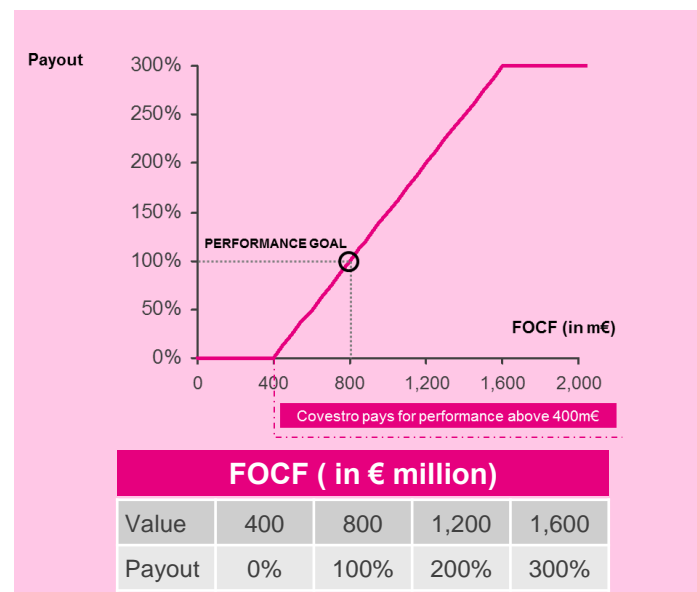 Payout
300%
250%
200%
150%
PERFORMANCE GOAL
100%
50%
FOCF (in m€)
0%
0 400 800 1,200 1,600 2,000
Covestro pays for performance above 400m€
FOCF ( in € million)
Value 400 800 1,200 1,600
Payout 0% 100% 200% 300%